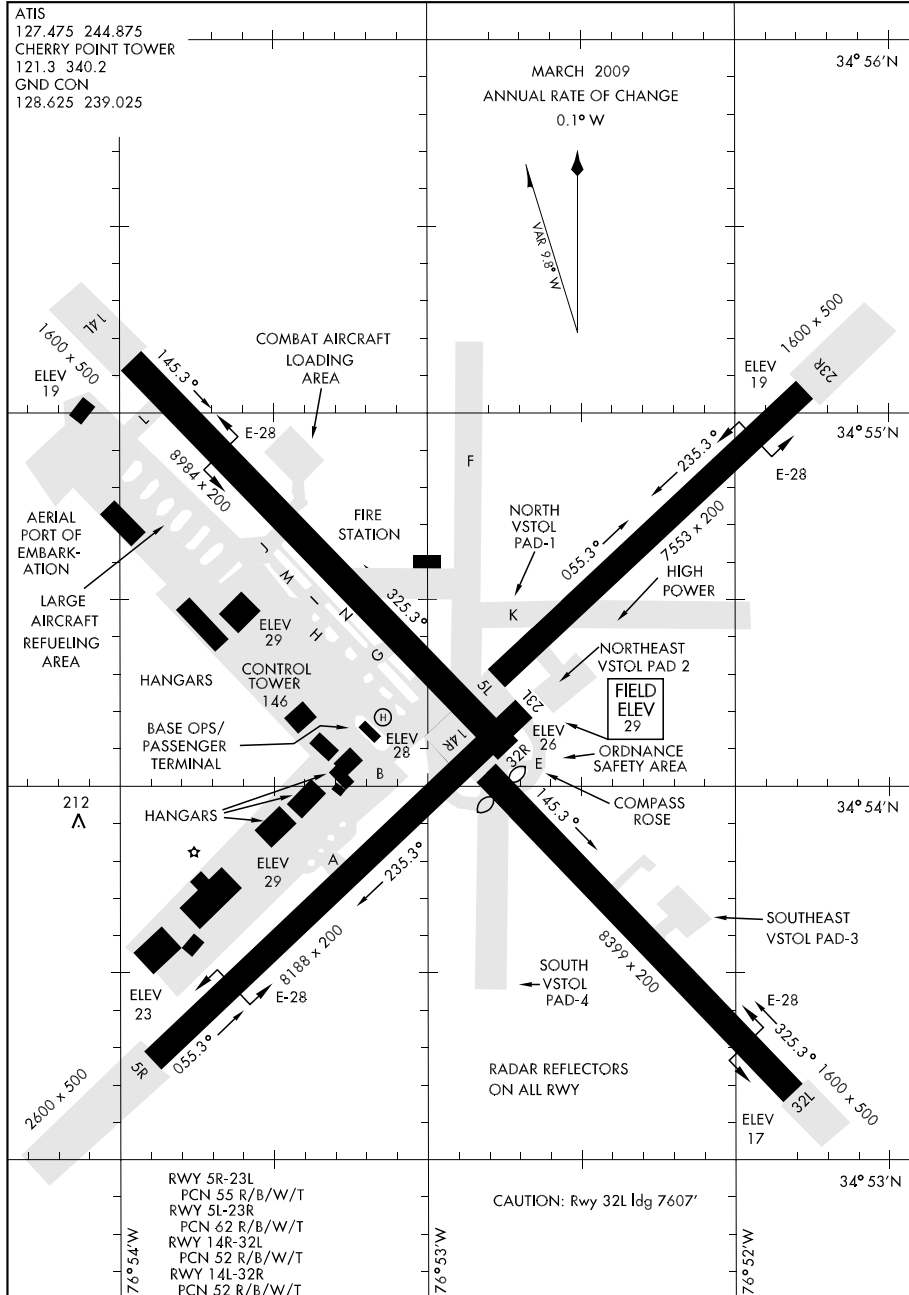 ATIS
127.475 244.875
CHERRY POINT TOWER
121.3 340.2
GND CON
128.625 239.025
34° 56'N
MARCH 2009
ANNUAL RATE OF CHANGE
0.1° W
VAR 9.8° W
14L
1600 x 500
ELEV
19
145.3°
COMBAT AIRCRAFT
LOADING
AREA
E-28
L
8984 x 200
1600 x 500
23R
ELEV
19
34° 55'N
235.3°
E-28
F
055.3°
7553 x 200
NORTH
VSTOL
PAD-1
HIGH
POWER
K
AERIAL
PORT OF
EMBARK-
ATION
LARGE
AIRCRAFT
REFUELING
AREA
FIRE
STATION
J
M
I
N
H
G
325.3°
ELEV
29
HANGARS
CONTROL
TOWER
146
5L
23L
NORTHEAST
VSTOL PAD 2
FIELD
ELEV
29
BASE OPS/
PASSENGER
TERMINAL
H
ELEV
28
14R
32R
ELEV
26
E
ORDNANCE
SAFETY AREA
COMPASS
ROSE
B
212
HANGARS
34° 54'N
145.3°
ELEV
29
A
235.3°
8188 x 200
8399 x 200
SOUTHEAST
VSTOL PAD-3
SOUTH
VSTOL
PAD-4
ELEV
23
E-28
055.3°
5R
2600 x 500
E-28
325.3°
1600 x 500
32L
ELEV
17
RADAR REFLECTORS
ON ALL RWY
34° 53'N
RWY 5R-23L
PCN 55 R/B/W/T
RWY 5L-23R
PCN 62 R/B/W/T
RWY 14R-32L
PCN 52 R/B/W/T
RWY 14L-32R
PCN 52 R/B/W/T
CAUTION: Rwy 32L ldg 7607'
76° 54'W
76° 53'W
76° 52'W